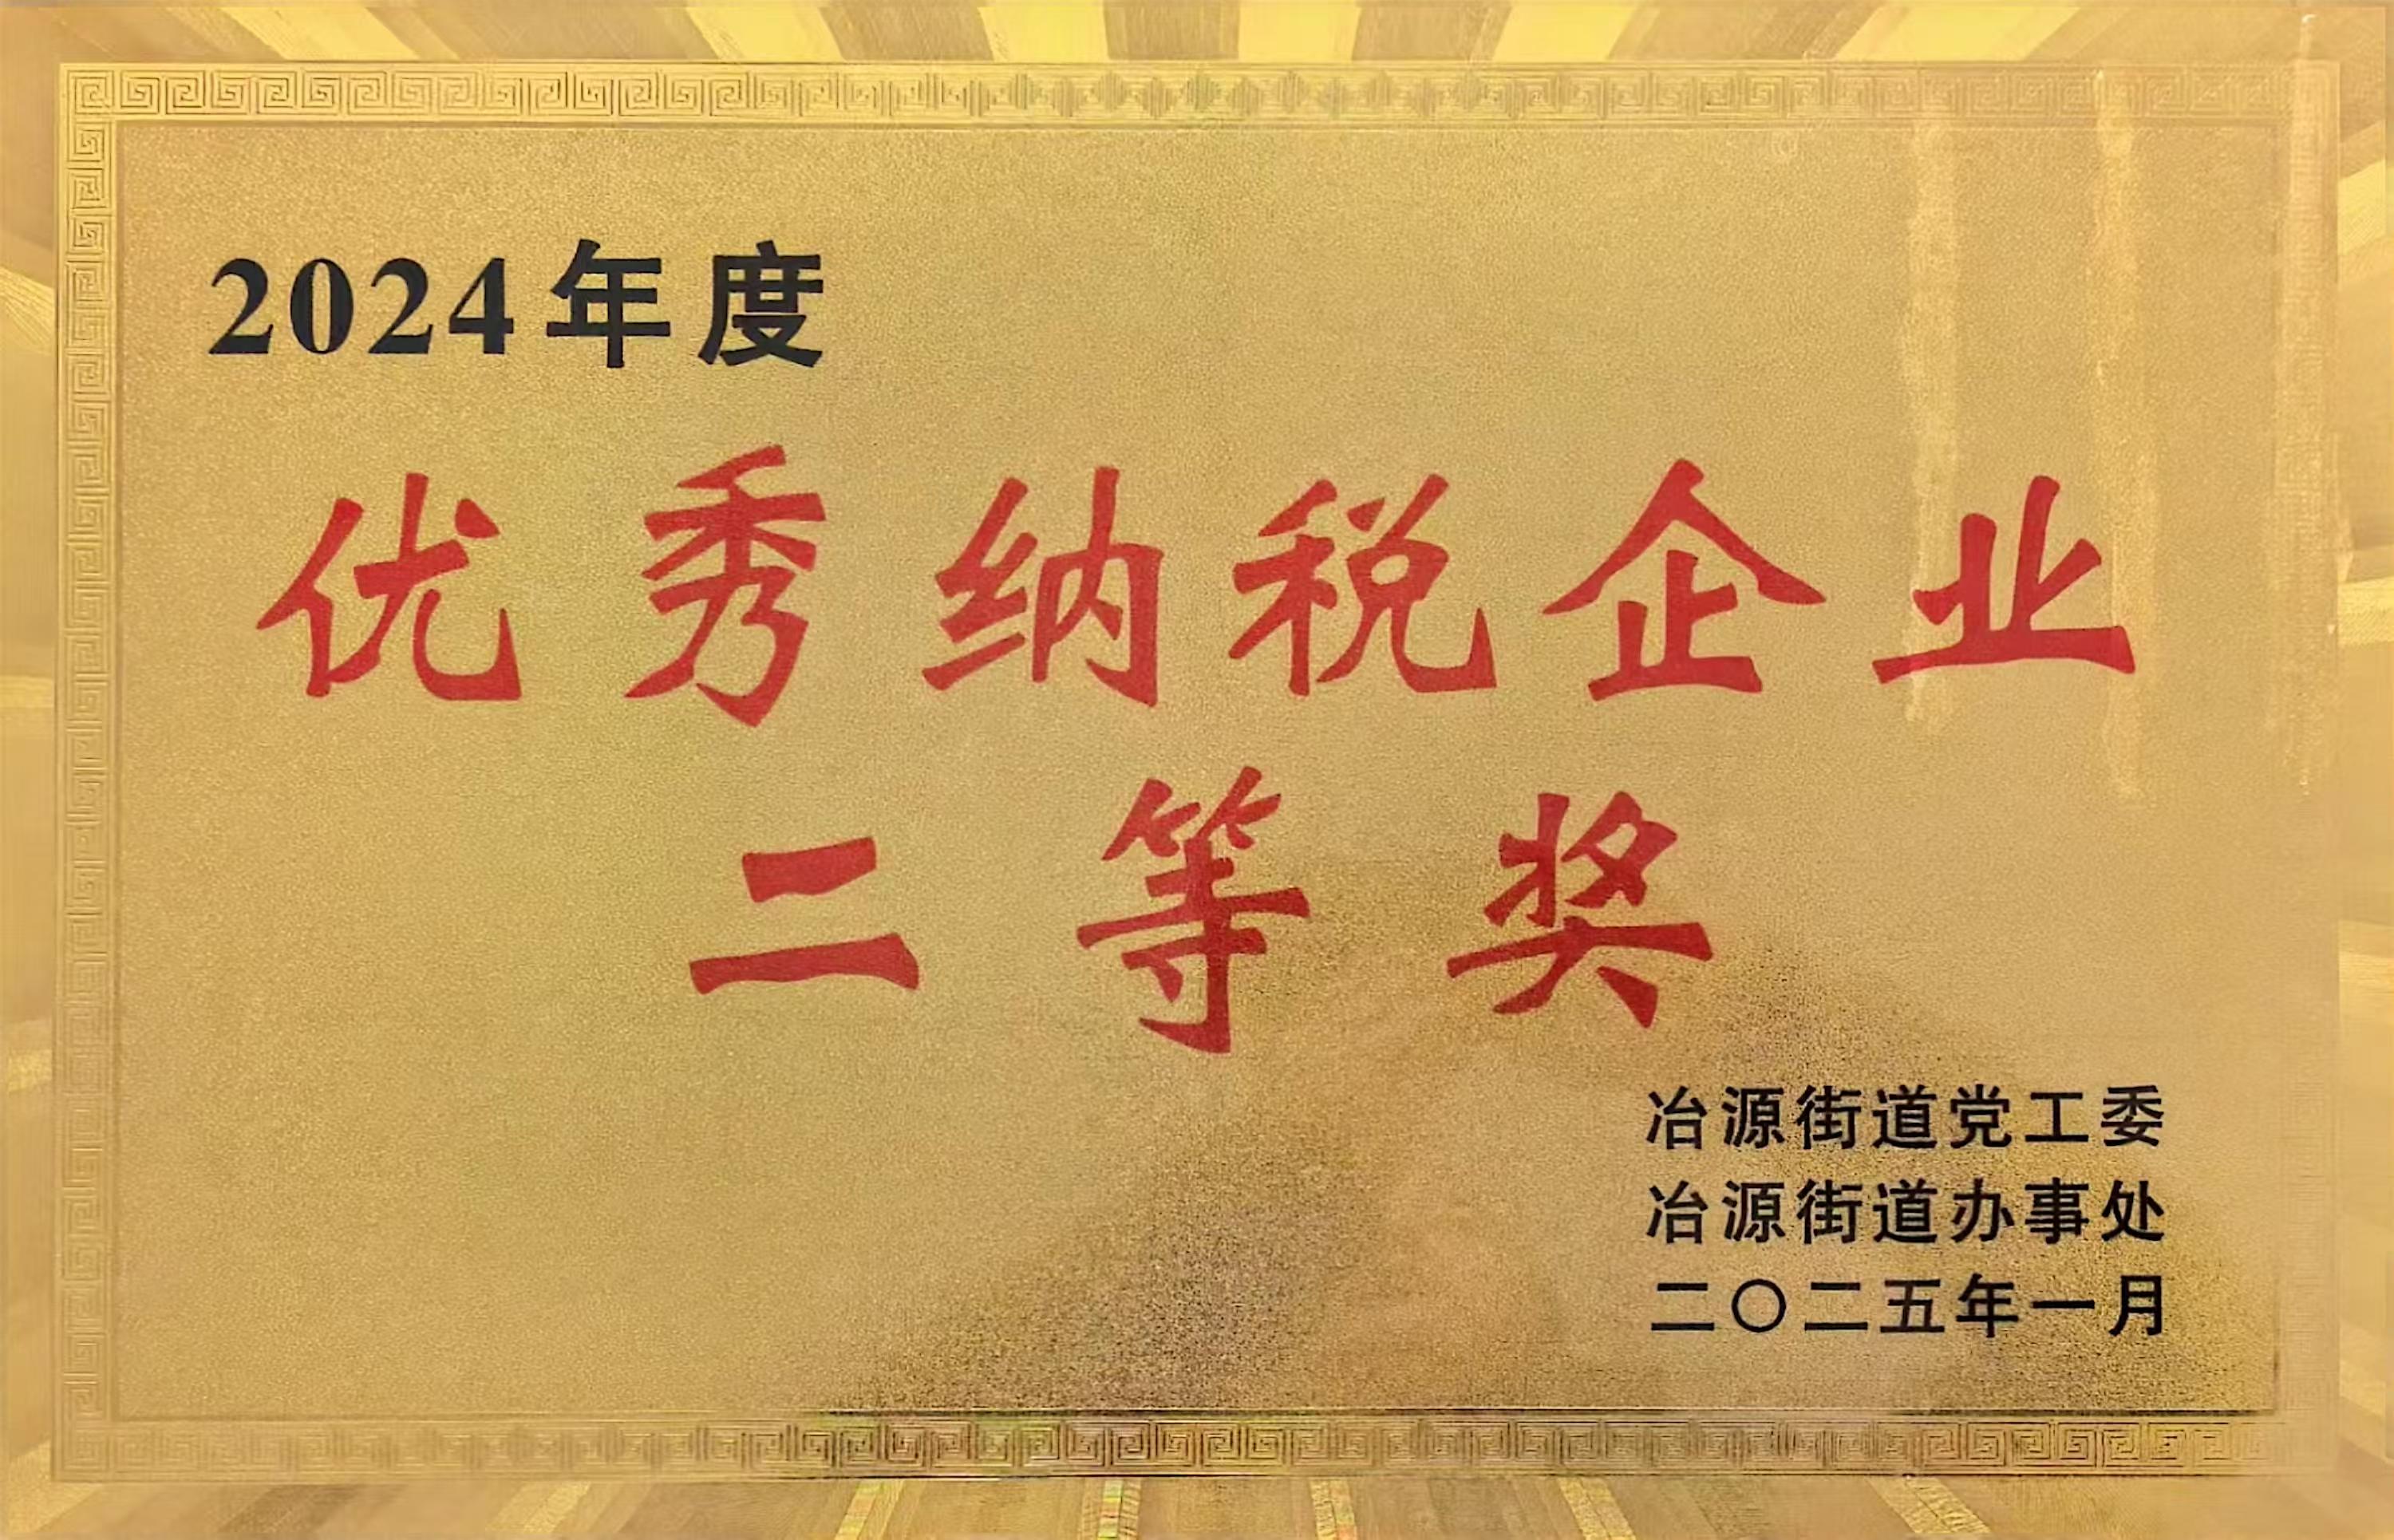 2024年度
优秀纳税企业
二等奖
冶源街道党工委
冶源街道办事处
二〇二五年一月